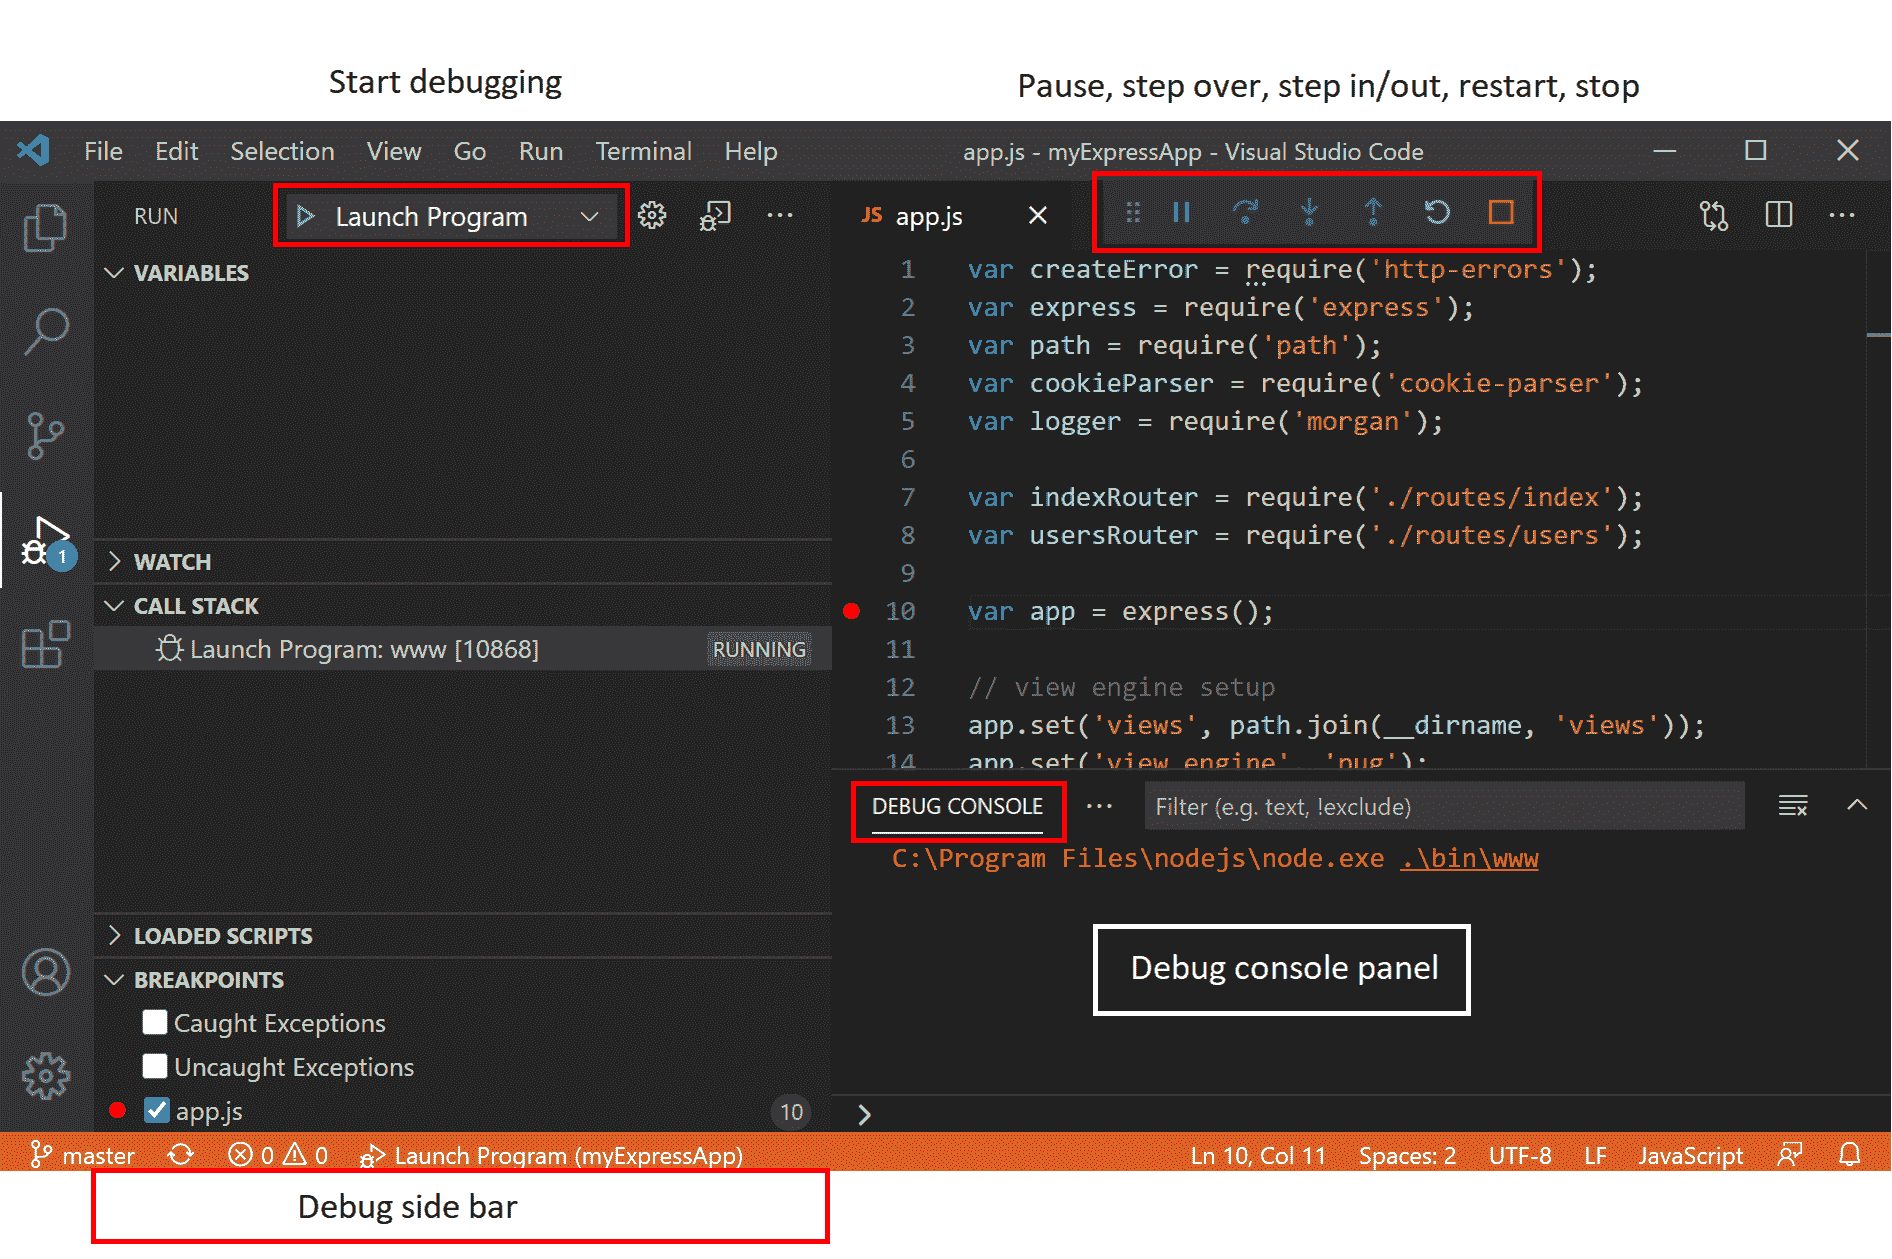 Start debugging
Pause, step over, step in/out, restart, stop
File Edit Selection View Go Run Terminal Help
app.js - myExpressApp - Visual Studio Code
RUN
Launch Program
JS app.js
VARIABLES
WATCH
CALL STACK
Launch Program: www [10868]
RUNNING
LOADED SCRIPTS
BREAKPOINTS
Caught Exceptions
Uncaught Exceptions
app.js
10
1
1 var createError = require('http-errors');
2 var express = require('express');
3 var path = require('path');
4 var cookieParser = require('cookie-parser');
5 var logger = require('morgan');
6
7 var indexRouter = require('./routes/index');
8 var usersRouter = require('./routes/users');
9
10 var app = express();
11
12 // view engine setup
13 app.set('views', path.join(__dirname, 'views'));
14 app.set('view engine', 'pug');
DEBUG CONSOLE
Filter (e.g. text, !exclude)
C:\Program Files\nodejs\node.exe .\bin\www
Debug console panel
master
0
0
Launch Program (myExpressApp)
Ln 10, Col 11
Spaces: 2
UTF-8
LF
JavaScript
Debug side bar